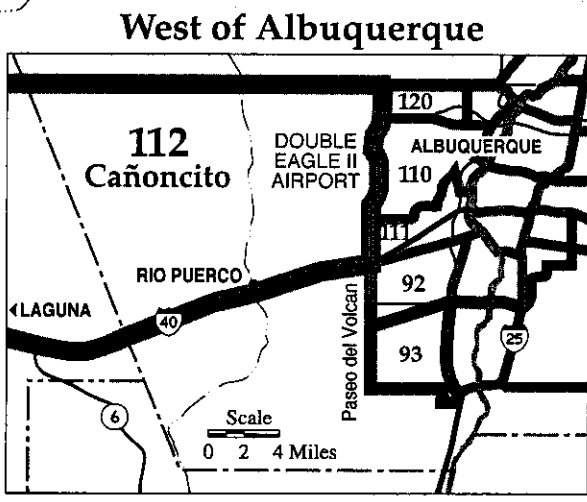 West of Albuquerque
120
112
Cañoncito
DOUBLE
EAGLE II
AIRPORT
ALBUQUERQUE
110
111
RIO PUERCO
92
◄LAGUNA
40
Paseo del Volcan
25
93
6
Scale
0 2 4 Miles